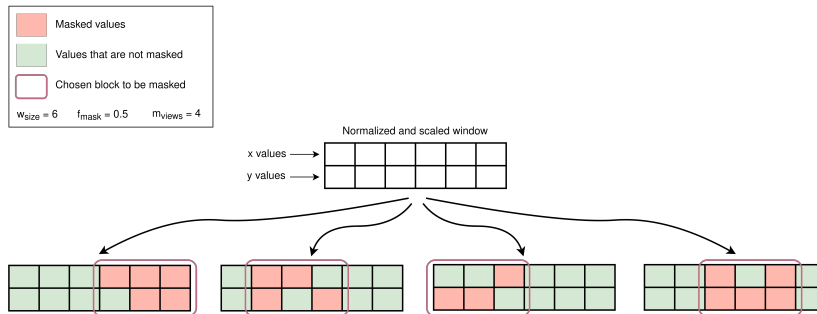 Masked values
Values that are not masked
Chosen block to be masked
wsize = 6 fmask = 0.5 mviews = 4
Normalized and scaled window
x values
y values